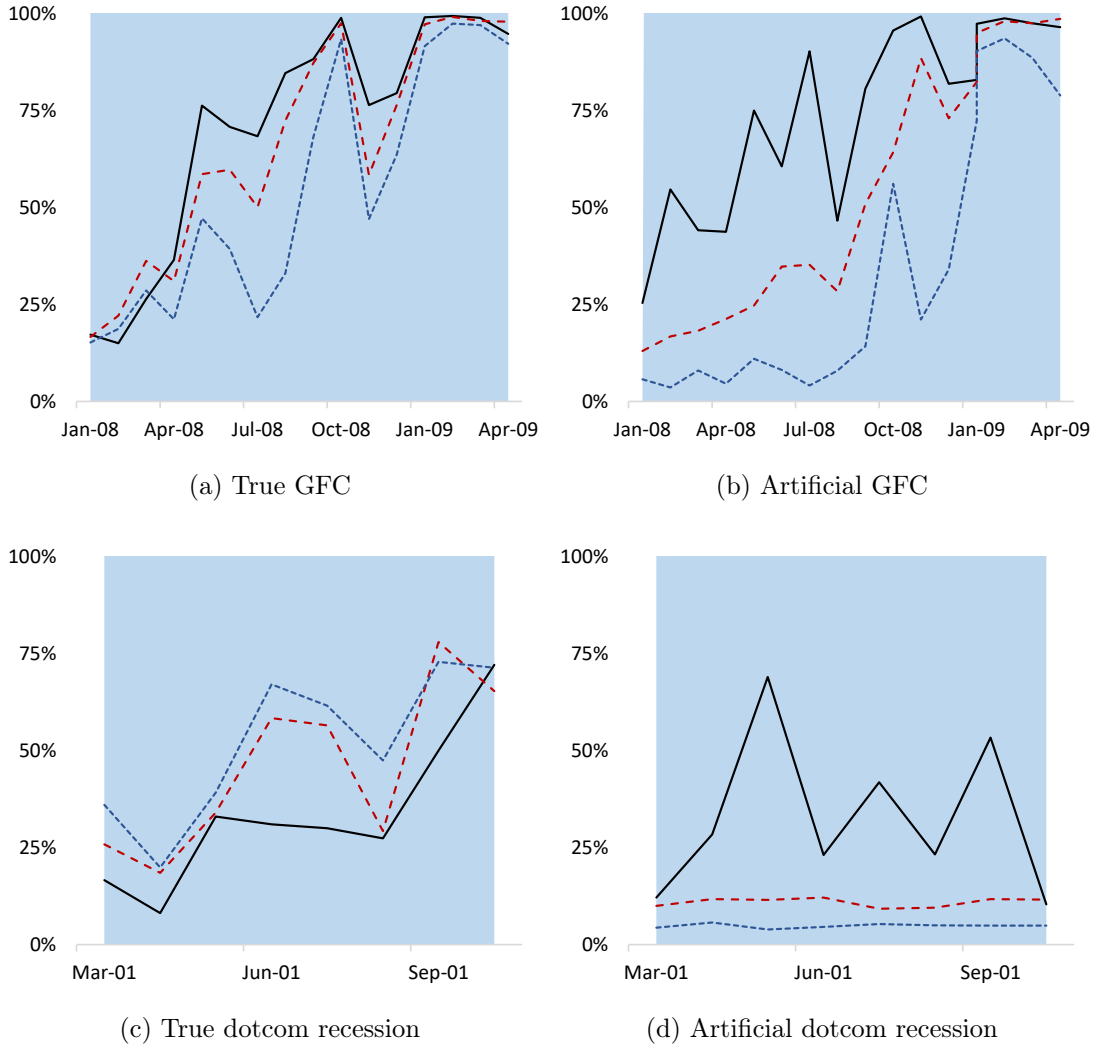 100%
75%
50%
25%
0%
Jan-08 Apr-08 Jul-08 Oct-08 Jan-09 Apr-09
(a) True GFC
100%
75%
50%
25%
0%
Jan-08 Apr-08 Jul-08 Oct-08 Jan-09 Apr-09
(b) Artificial GFC
100%
75%
50%
25%
0%
Mar-01 Jun-01 Sep-01
(c) True dotcom recession
100%
75%
50%
25%
0%
Mar-01 Jun-01 Sep-01
(d) Artificial dotcom recession